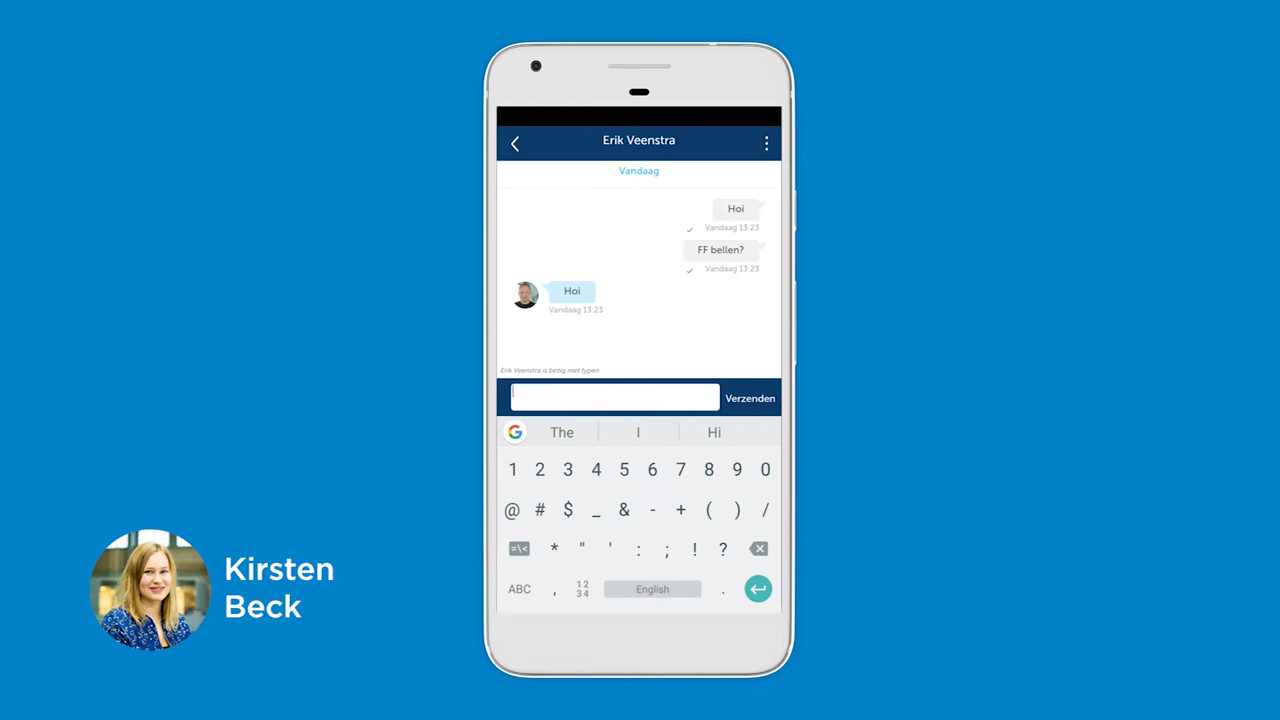 Erik Veenstra
Vandaag
Hoi
Vandaag 13:23
FF bellen?
Vandaag 13:23
Hoi
Vandaag 13:23
Erik Veenstra is bezig met typen
Verzenden
G The I Hi
1 2 3 4 5 6 7 8 9 0
@ # $ _ & - + ( ) /
=\< * " ' : ; ! ?
ABC , 12 34 English .
Kirsten
Beck